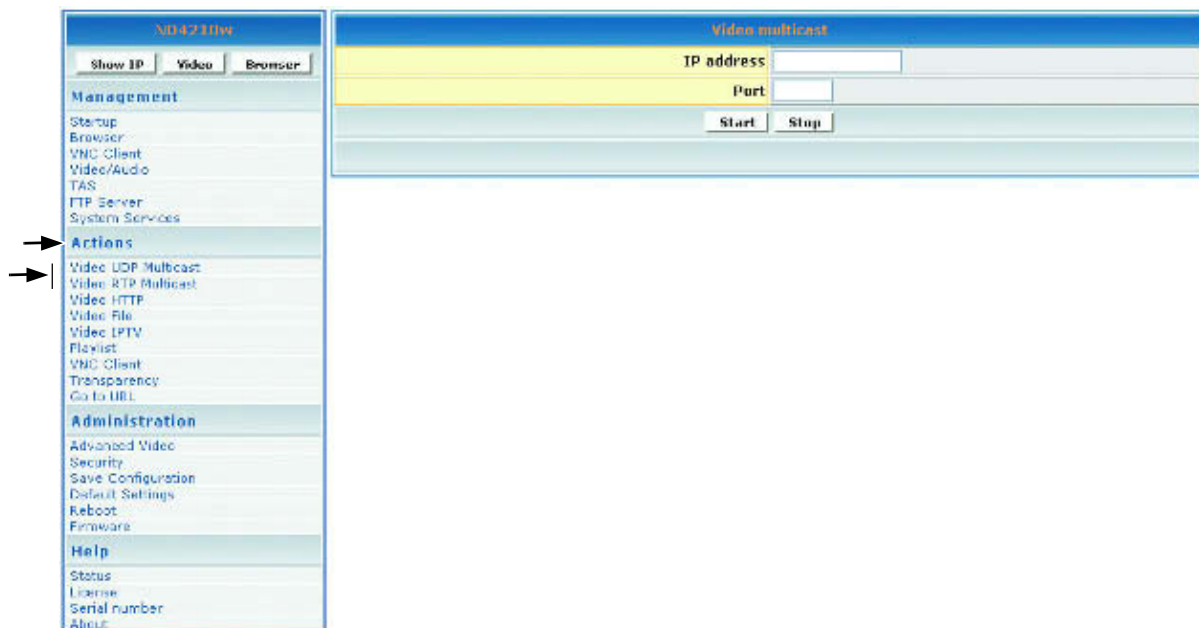 ND4210w
Show IP Video Browser
Management
Startup
Browser
VNC Client
Video/Audio
TAS
FTP Server
System Services
Actions
Video UDP Multicast
Video RTP Multicast
Video HTTP
Video File
Video IPTV
Playlist
VNC Client
Transparency
Go to URL
Administration
Advanced Video
Security
Save Configuration
Default Settings
Reboot
Firmware
Help
Status
License
Serial number
About
Video multicast
IP address
Port
Start Stop